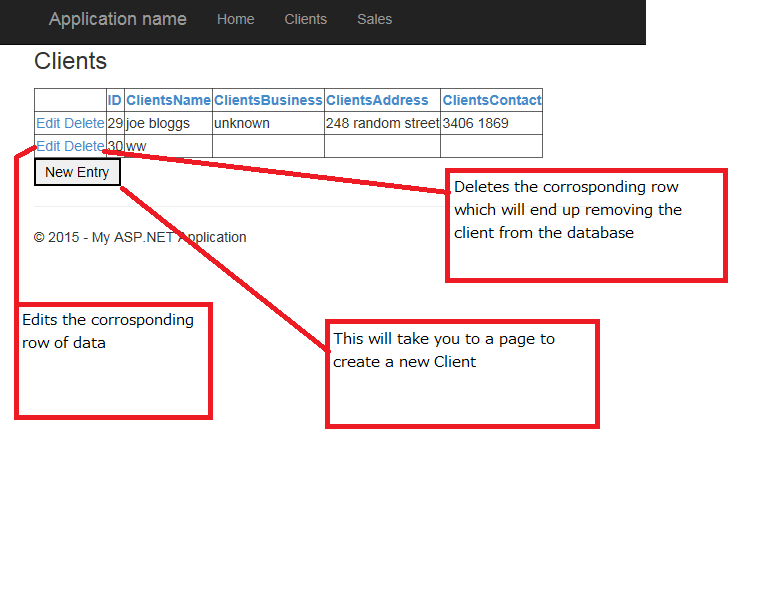 Application name Home Clients Sales
Clients
ID ClientsName ClientsBusiness ClientsAddress ClientsContact
Edit Delete 29 joe bloggs unknown 248 random street 3406 1869
Edit Delete 30 ww
New Entry
© 2015 - My ASP.NET Application
Deletes the corrosponding row
which will end up removing the
client from the database
Edits the corrosponding
row of data
This will take you to a page to
create a new Client